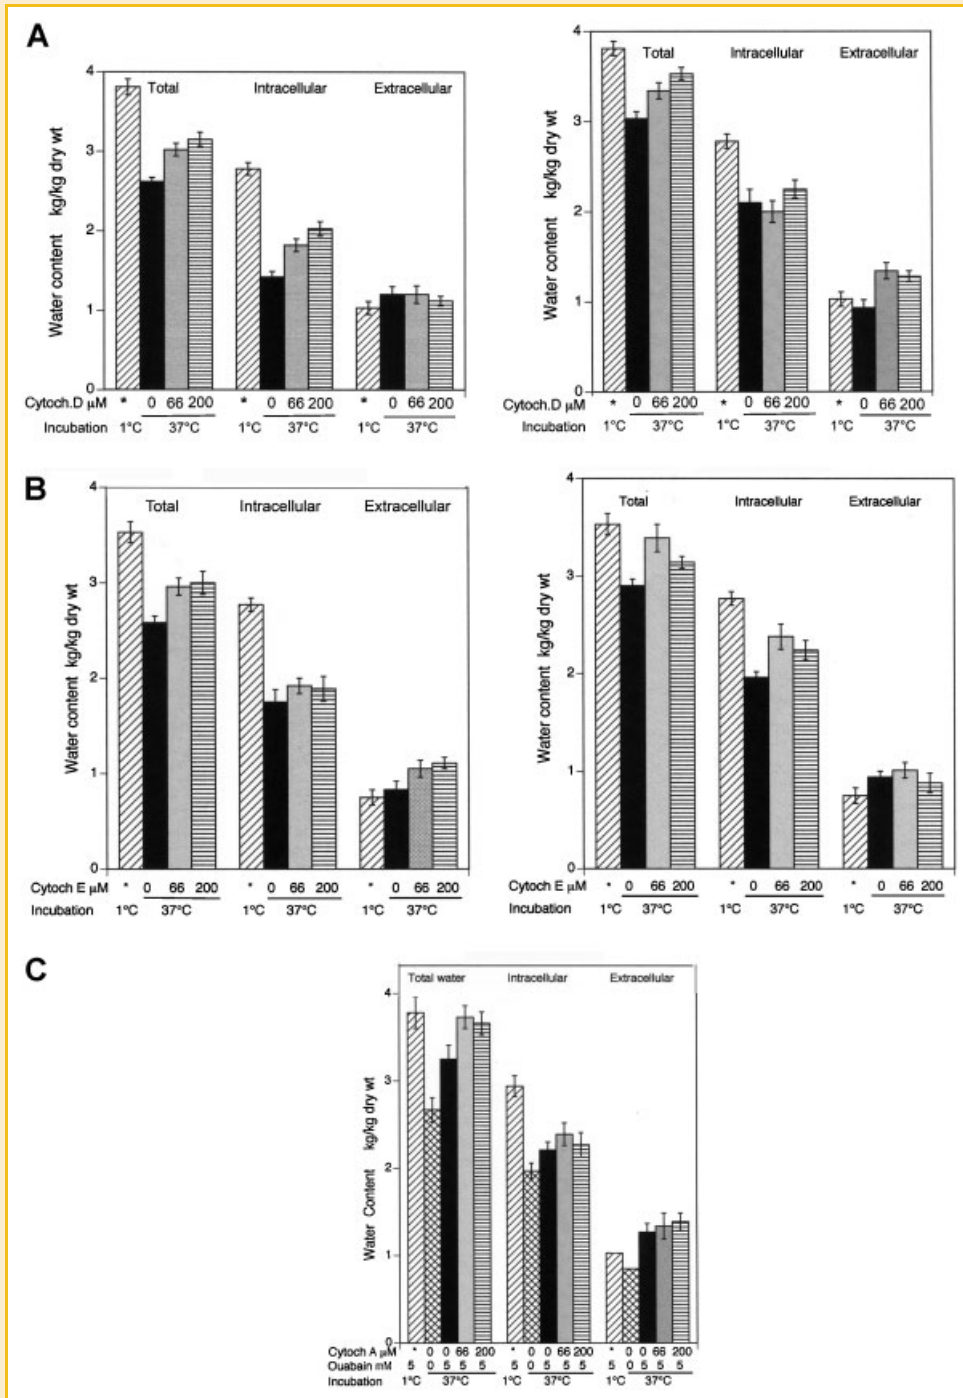 A
Total Intracellular Extracellular
4
3
2
1
0
Water content kg/kg dry wt
Cytoch.D µM * 0 66 200 * 0 66 200 * 0 66 200
Incubation 1°C 37°C 1°C 37°C 1°C 37°C
Total Intracellular Extracellular
4
3
2
1
0
Water content kg/kg dry wt
Cytoch.D µM * 0 66 200 * 0 66 200 * 0 66 200
Incubation 1°C 37°C 1°C 37°C 1°C 37°C
B
Total Intracellular Extracellular
4
3
2
1
0
Water content kg/kg dry wt
Cytoch E µM * 0 66 200 * 0 66 200 * 0 66 200
Incubation 1°C 37°C 1°C 37°C 1°C 37°C
Total Intracellular Extracellular
4
3
2
1
0
Water content kg/kg dry wt
Cytoch E µM * 0 66 200 * 0 66 200 * 0 66 200
Incubation 1°C 37°C 1°C 37°C 1°C 37°C
C
Total water Intracellular Extracellular
4
3
2
1
0
Water Content kg/kg dry wt
Cytoch A µM * 0 0 66 200 * 0 0 66 200 * 0 0 66 200
Ouabain mM 5 0 5 5 5 5 0 5 5 5 5 0 5 5 5
Incubation 1°C 37°C 1°C 37°C 1°C 37°C